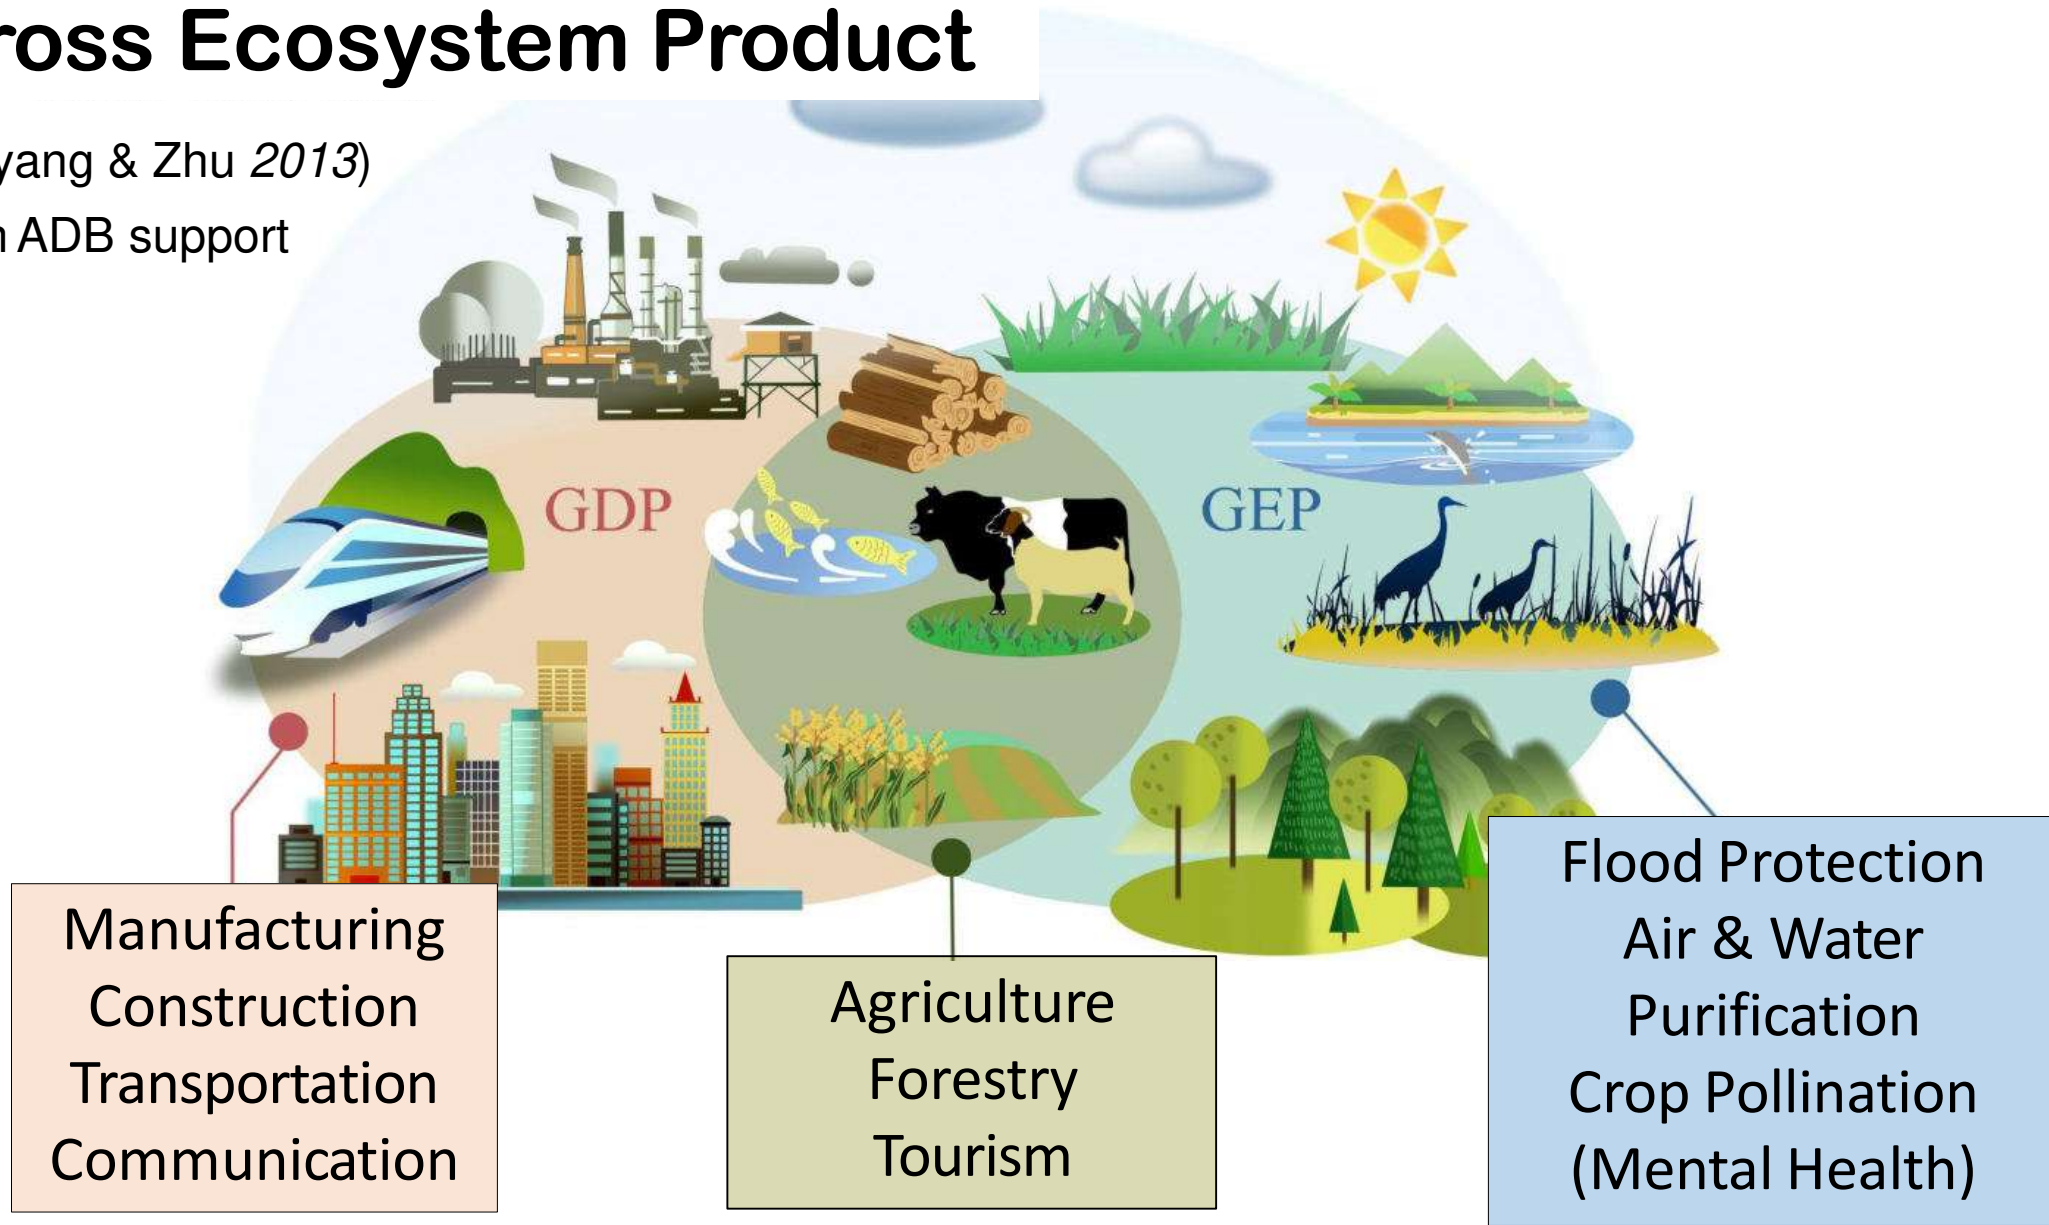 ross Ecosystem Product
yang & Zhu 2013)
ADB support
GDP
GEP
Manufacturing
Construction
Transportation
Communication
Agriculture
Forestry
Tourism
Flood Protection
Air & Water
Purification
Crop Pollination
(Mental Health)